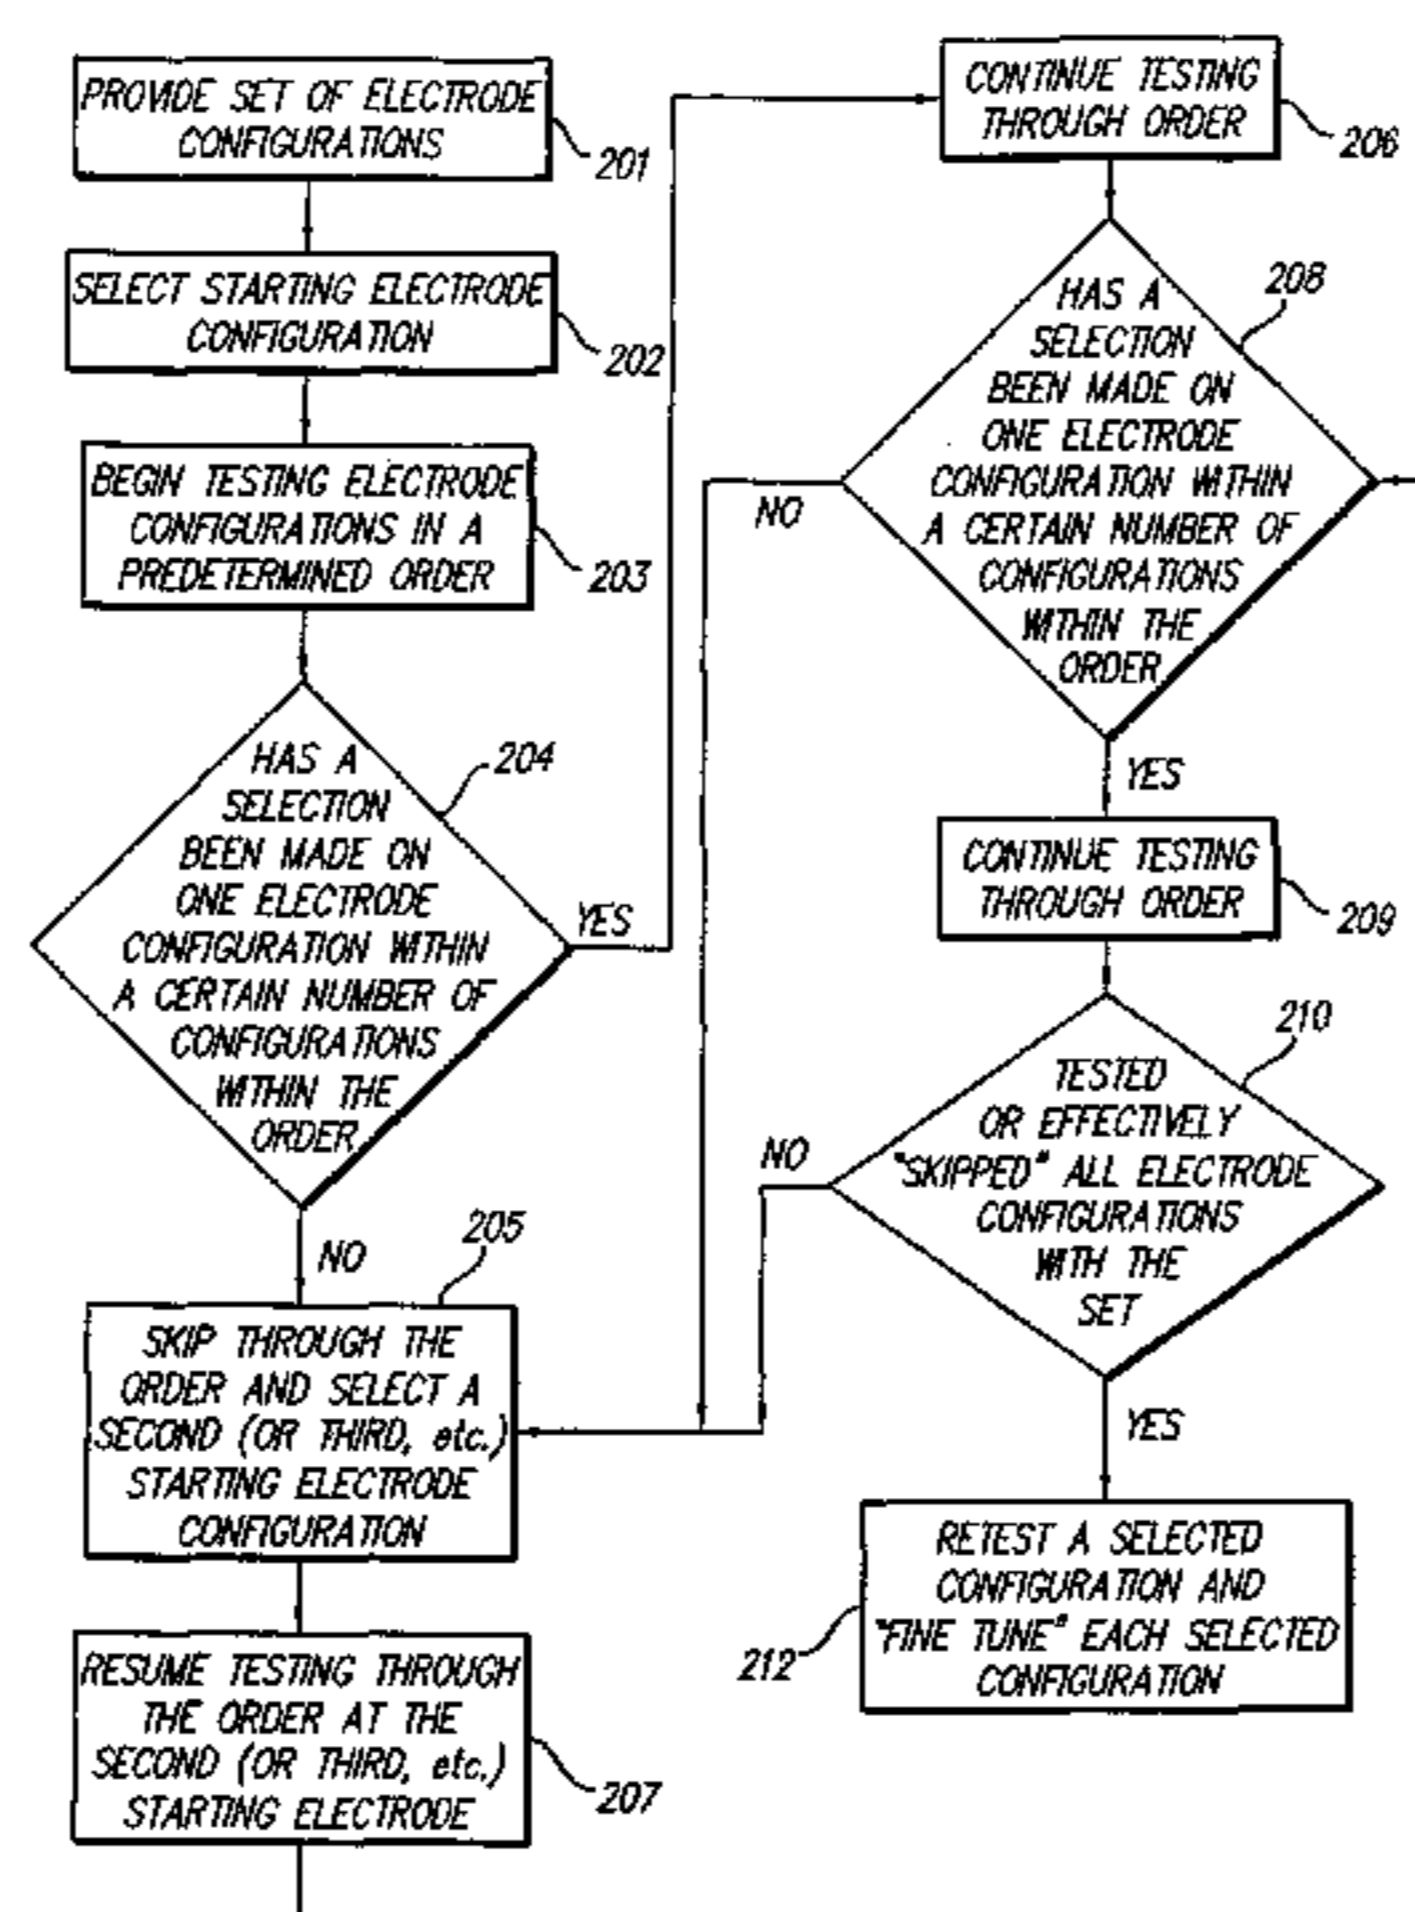 PROVIDE SET OF ELECTRODE
CONFIGURATIONS
201
SELECT STARTING ELECTRODE
CONFIGURATION
202
BEGIN TESTING ELECTRODE
CONFIGURATIONS IN A
PREDETERMINED ORDER
203
HAS A
SELECTION
BEEN MADE ON
ONE ELECTRODE
CONFIGURATION WITHIN
A CERTAIN NUMBER OF
CONFIGURATIONS
WITHIN THE
ORDER
204
YES
NO
205
SKIP THROUGH THE
ORDER AND SELECT A
SECOND (OR THIRD, etc.)
STARTING ELECTRODE
CONFIGURATION
RESUME TESTING THROUGH
THE ORDER AT THE
SECOND (OR THIRD, etc.)
STARTING ELECTRODE
207
CONTINUE TESTING
THROUGH ORDER
206
HAS A
SELECTION
BEEN MADE ON
ONE ELECTRODE
CONFIGURATION WITHIN
A CERTAIN NUMBER OF
CONFIGURATIONS
WITHIN THE
ORDER
208
NO
YES
CONTINUE TESTING
THROUGH ORDER
209
TESTED
OR EFFECTIVELY
"SKIPPED" ALL ELECTRODE
CONFIGURATIONS
WITH THE
SET
210
NO
YES
RETEST A SELECTED
CONFIGURATION AND
"FINE TUNE" EACH SELECTED
CONFIGURATION
212